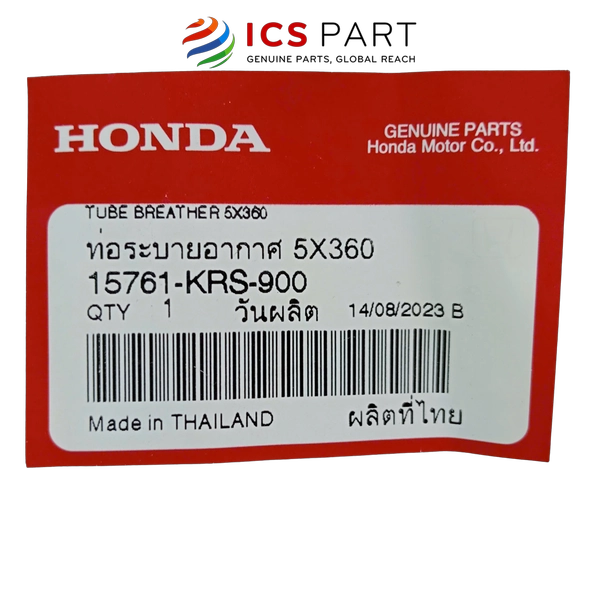 ICS PART
GENUINE PARTS, GLOBAL REACH
HONDA
GENUINE PARTS
Honda Motor Co., Ltd.
TUBE BREATHER 5X360
ท่อระบายอากาศ 5X360
15761-KRS-900
QTY 1 วันผลิต 14/08/2023 B
Made in THAILAND ผลิตที่ไทย